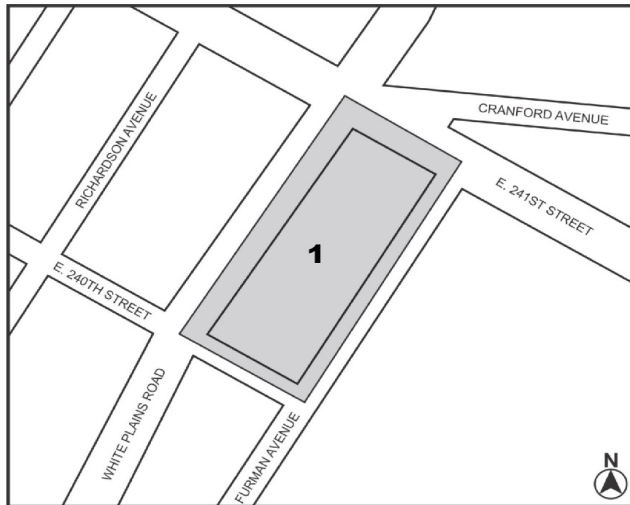 CRANFORD AVENUE
RICHARDSON AVENUE
E. 241ST STREET
1
E. 240TH STREET
WHITE PLAINS ROAD
FURMAN AVENUE
N